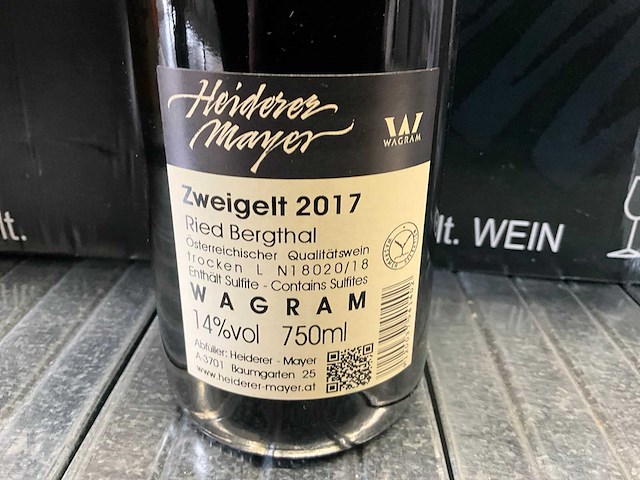 Heiderer
Mayer
WAGRAM
Zweigelt 2017
Ried Bergthal
Österreichischer Qualitätswein
trocken L N18020/18
Enthält Sulfite - Contains Sulfites
WAGRAM
14%vol 750ml
Abfüller: Heiderer - Mayer
A-3701 Baumgarten 25
www.heiderer-mayer.at
lt.
lt. WEIN